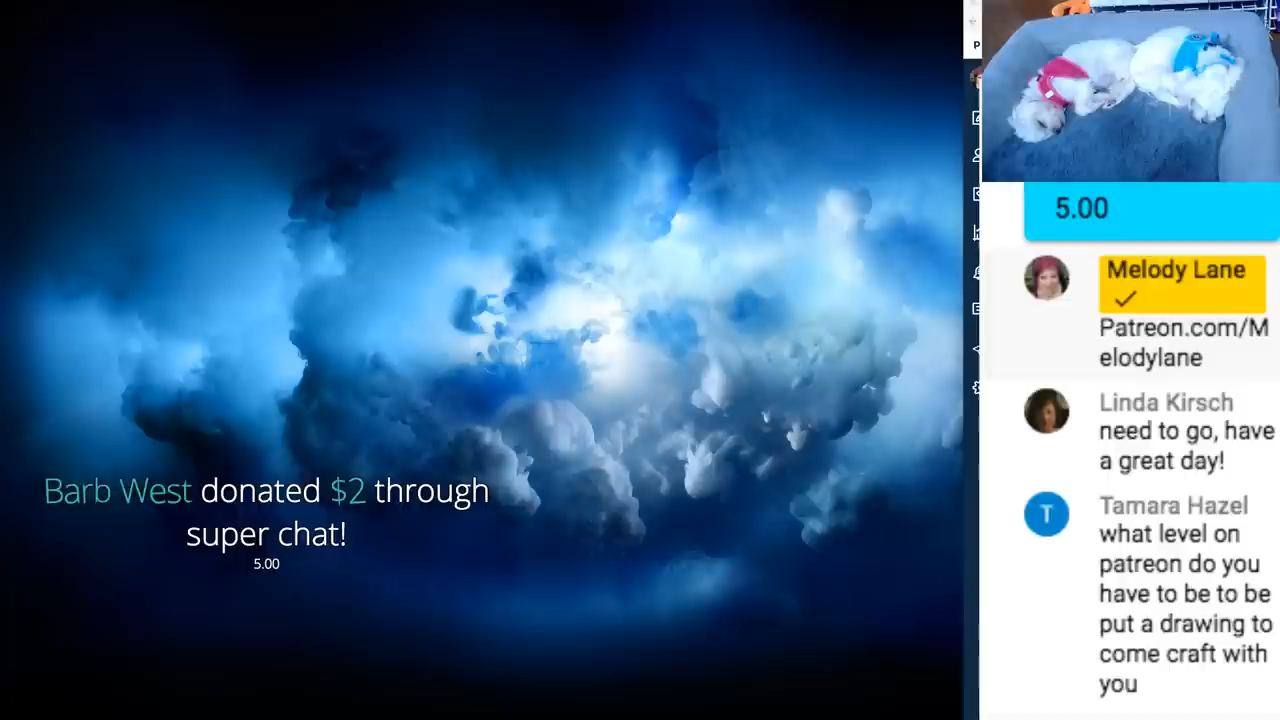 Barb West donated $2 through
super chat!
5.00
P
5.00
Melody Lane
Patreon.com/M
elodylane
Linda Kirsch
need to go, have
a great day!
T
Tamara Hazel
what level on
patreon do you
have to be to be
put a drawing to
come craft with
you